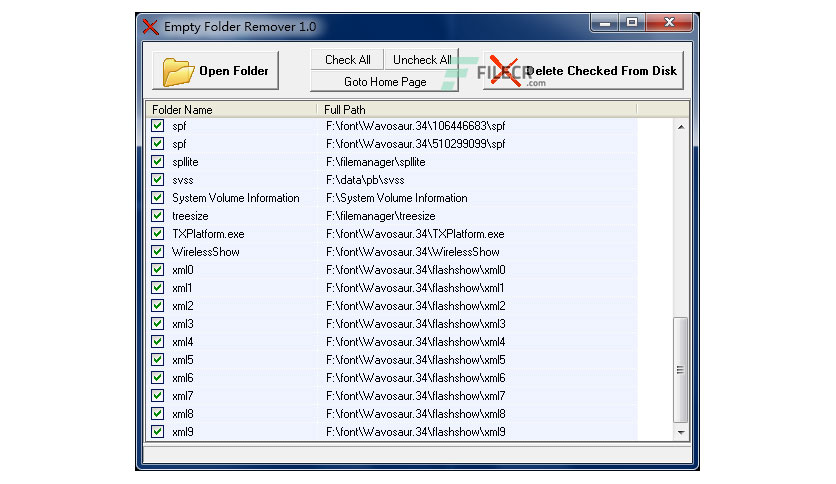 Empty Folder Remover 1.0
Open Folder
Check All Uncheck All
Goto Home Page
FILECR
.com
Delete Checked From Disk
Folder Name Full Path
spf F:\font\Wavosaur.34\106446683\spf
spf F:\font\Wavosaur.34\510299099\spf
spllite F:\filemanager\spllite
svss F:\data\pb\svss
System Volume Information F:\System Volume Information
treesize F:\filemanager\treesize
TXPlatform.exe F:\font\Wavosaur.34\TXPlatform.exe
WirelessShow F:\font\Wavosaur.34\WirelessShow
xml0 F:\font\Wavosaur.34\flashshow\xml0
xml1 F:\font\Wavosaur.34\flashshow\xml1
xml2 F:\font\Wavosaur.34\flashshow\xml2
xml3 F:\font\Wavosaur.34\flashshow\xml3
xml4 F:\font\Wavosaur.34\flashshow\xml4
xml5 F:\font\Wavosaur.34\flashshow\xml5
xml6 F:\font\Wavosaur.34\flashshow\xml6
xml7 F:\font\Wavosaur.34\flashshow\xml7
xml8 F:\font\Wavosaur.34\flashshow\xml8
xml9 F:\font\Wavosaur.34\flashshow\xml9